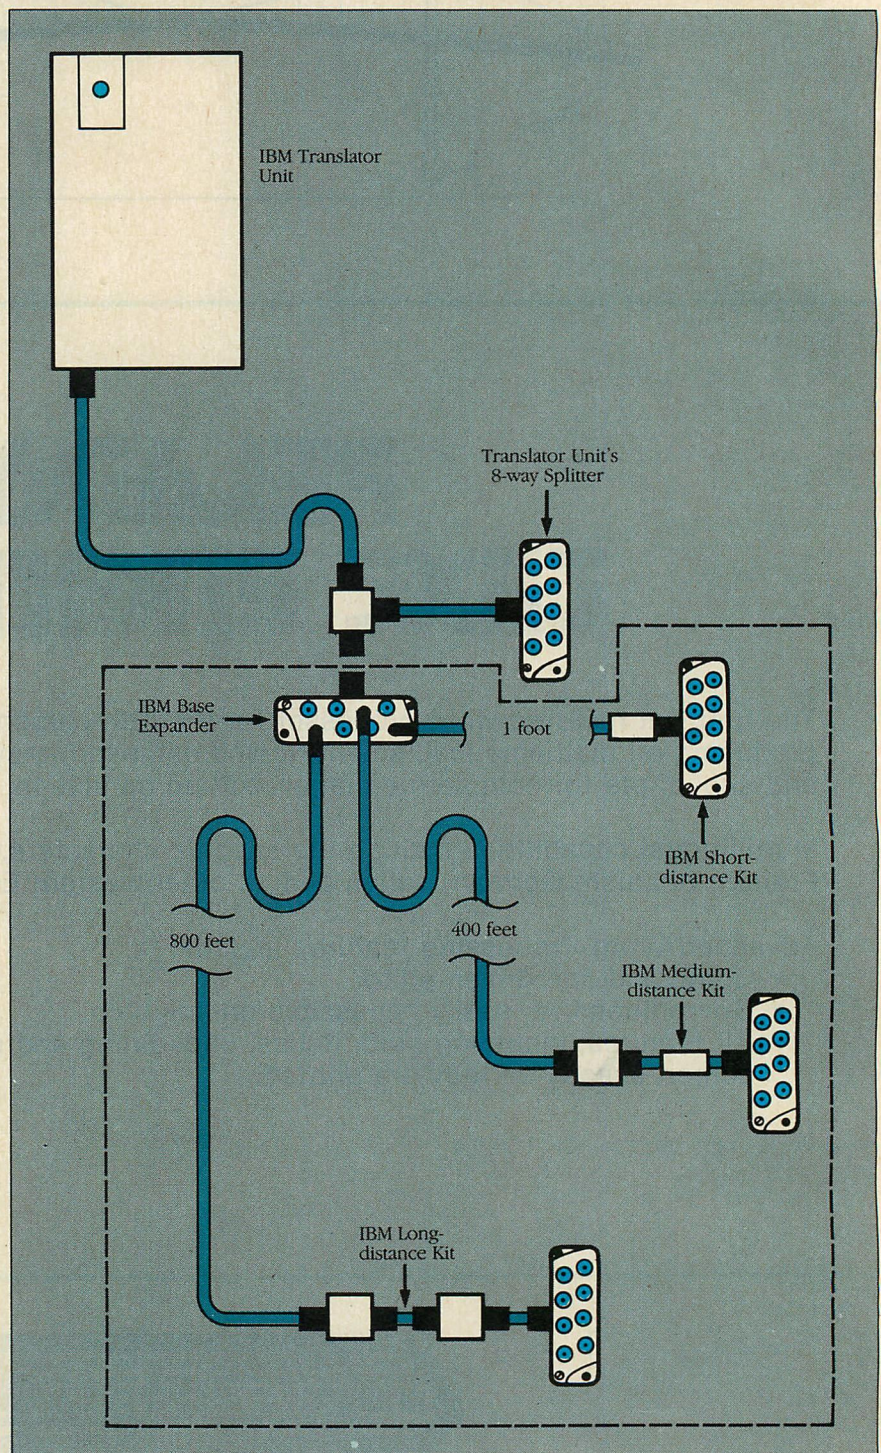 IBM Translator
Unit
Translator Unit's
8-way Splitter
IBM Base
Expander
1 foot
IBM Short-
distance Kit
800 feet
400 feet
IBM Medium-
distance Kit
IBM Long-
distance Kit